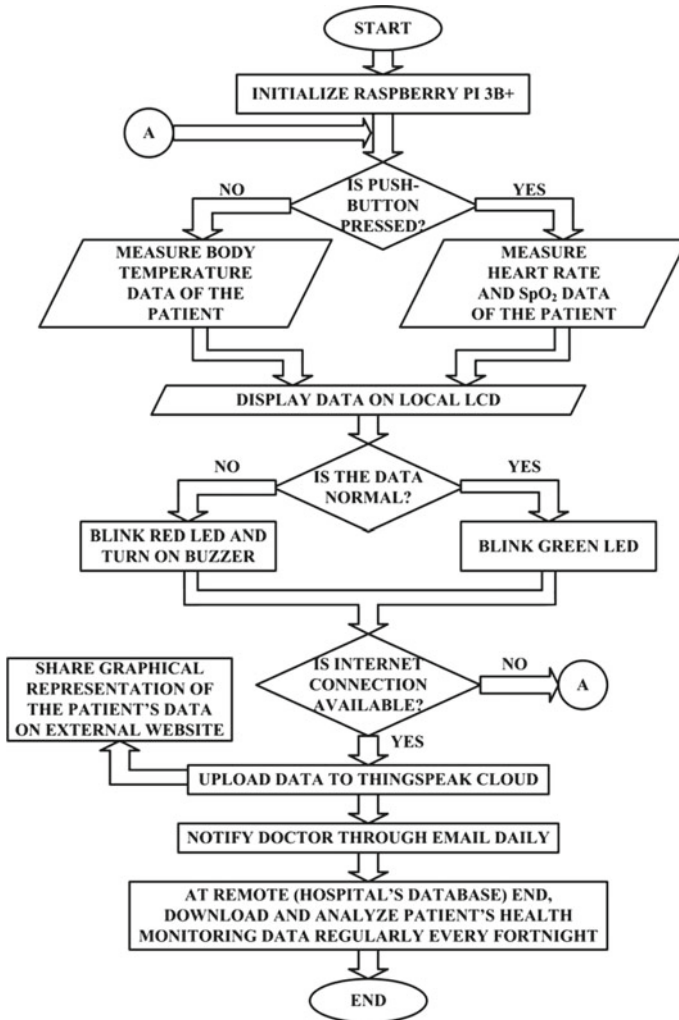 START
INITIALIZE RASPBERRY PI 3B+
A
IS PUSH-
BUTTON
PRESSED?
NO
YES
MEASURE BODY
TEMPERATURE
DATA OF THE
PATIENT
MEASURE
HEART RATE
AND SpO₂ DATA
OF THE PATIENT
DISPLAY DATA ON LOCAL LCD
IS THE DATA
NORMAL?
NO
YES
BLINK RED LED AND
TURN ON BUZZER
BLINK GREEN LED
IS INTERNET
CONNECTION
AVAILABLE?
NO
A
YES
SHARE GRAPHICAL
REPRESENTATION OF
THE PATIENT'S DATA
ON EXTERNAL WEBSITE
UPLOAD DATA TO THINGSPEAK CLOUD
NOTIFY DOCTOR THROUGH EMAIL DAILY
AT REMOTE (HOSPITAL'S DATABASE) END,
DOWNLOAD AND ANALYZE PATIENT'S HEALTH
MONITORING DATA REGULARLY EVERY FORTNIGHT
END